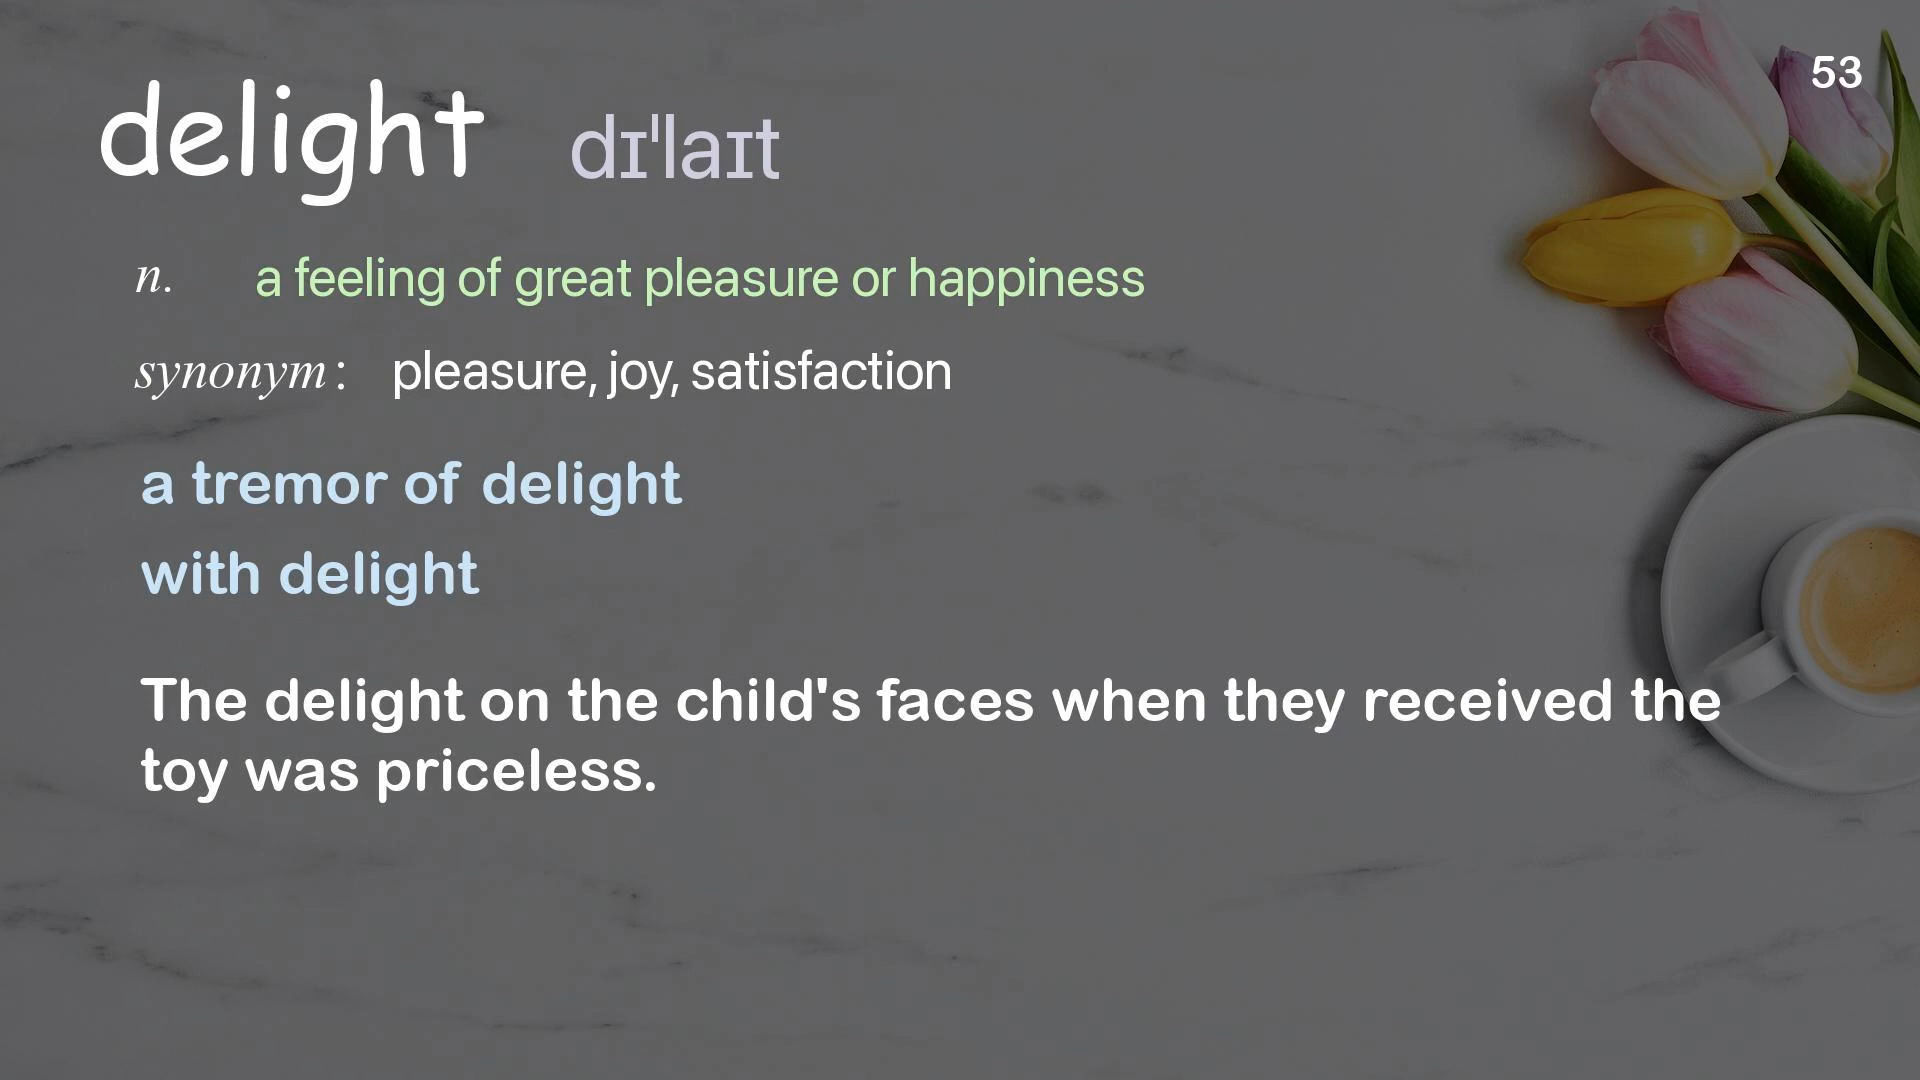 53
delight dɪˈlaɪt
n. a feeling of great pleasure or happiness
synonym: pleasure, joy, satisfaction
a tremor of delight
with delight
The delight on the child's faces when they received the
toy was priceless.